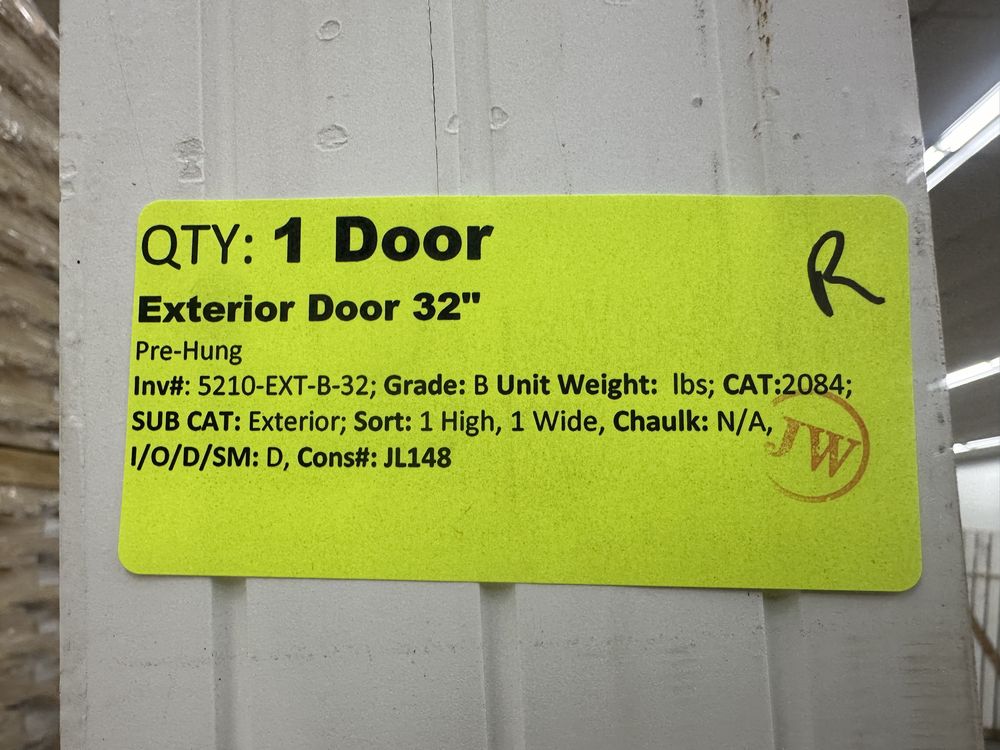 QTY: 1 Door
R
Exterior Door 32"
Pre-Hung
Inv#: 5210-EXT-B-32; Grade: B Unit Weight:  lbs; CAT:2084;
SUB CAT: Exterior; Sort: 1 High, 1 Wide, Chaulk: N/A,
I/O/D/SM: D, Cons#: JL148
JW